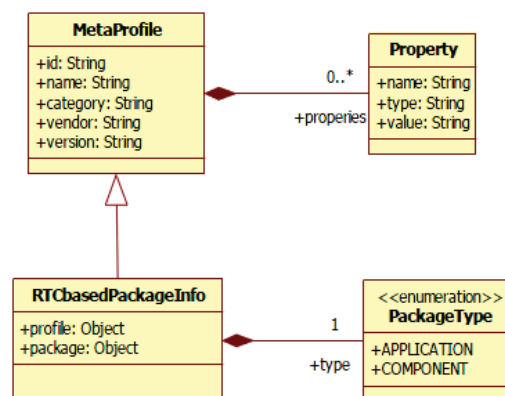 MetaProfile
+id: String
+name: String
+category: String
+vendor: String
+version: String
0..*
+properies
Property
+name: String
+type: String
+value: String
RTCbasedPackageInfo
+profile: Object
+package: Object
1
+type
<<enumeration>>
PackageType
+APPLICATION
+COMPONENT